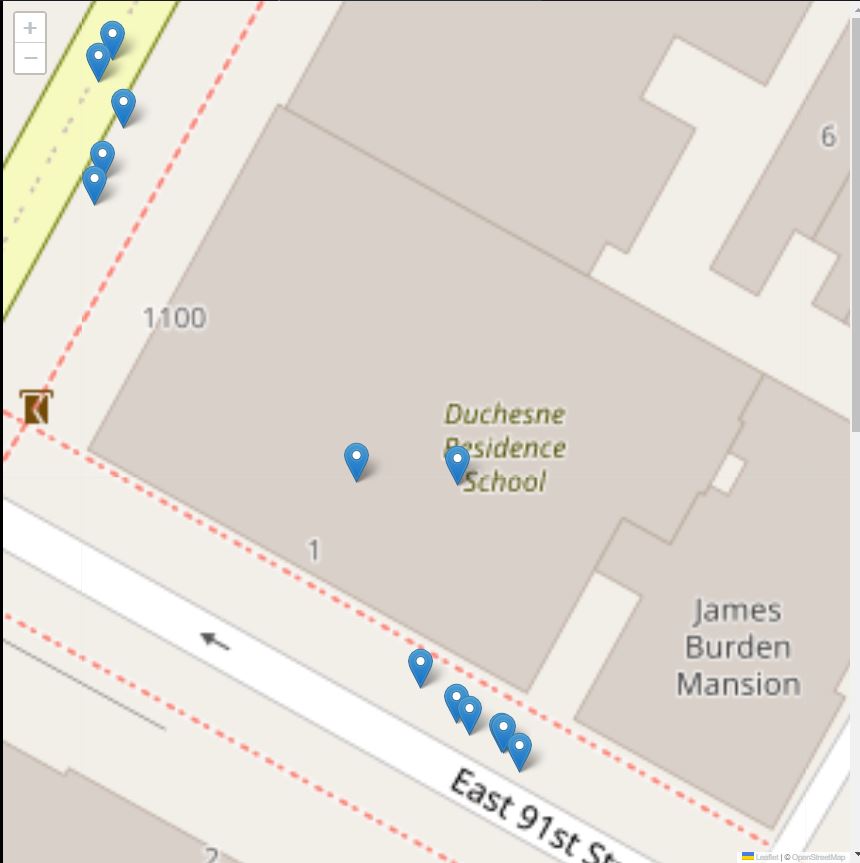 +
−
6
1100
Duchesne
Residence
School
1
James
Burden
Mansion
East 91st St
2
Leaflet | © OpenStreetMap